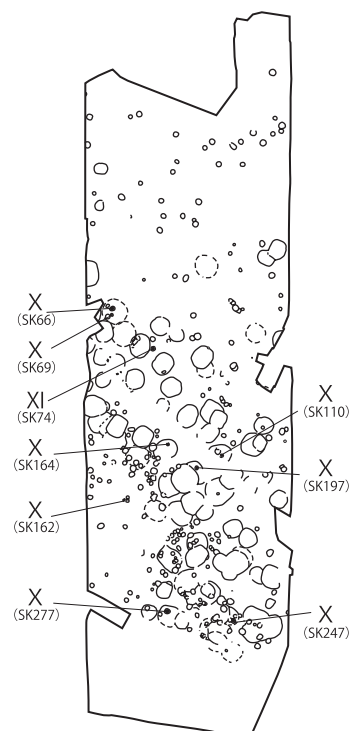 X
(SK66)
X
(SK69)
XI
(SK74)
X
(SK110)
X
(SK164)
X
(SK197)
X
(SK162)
X
(SK277)
X
(SK247)